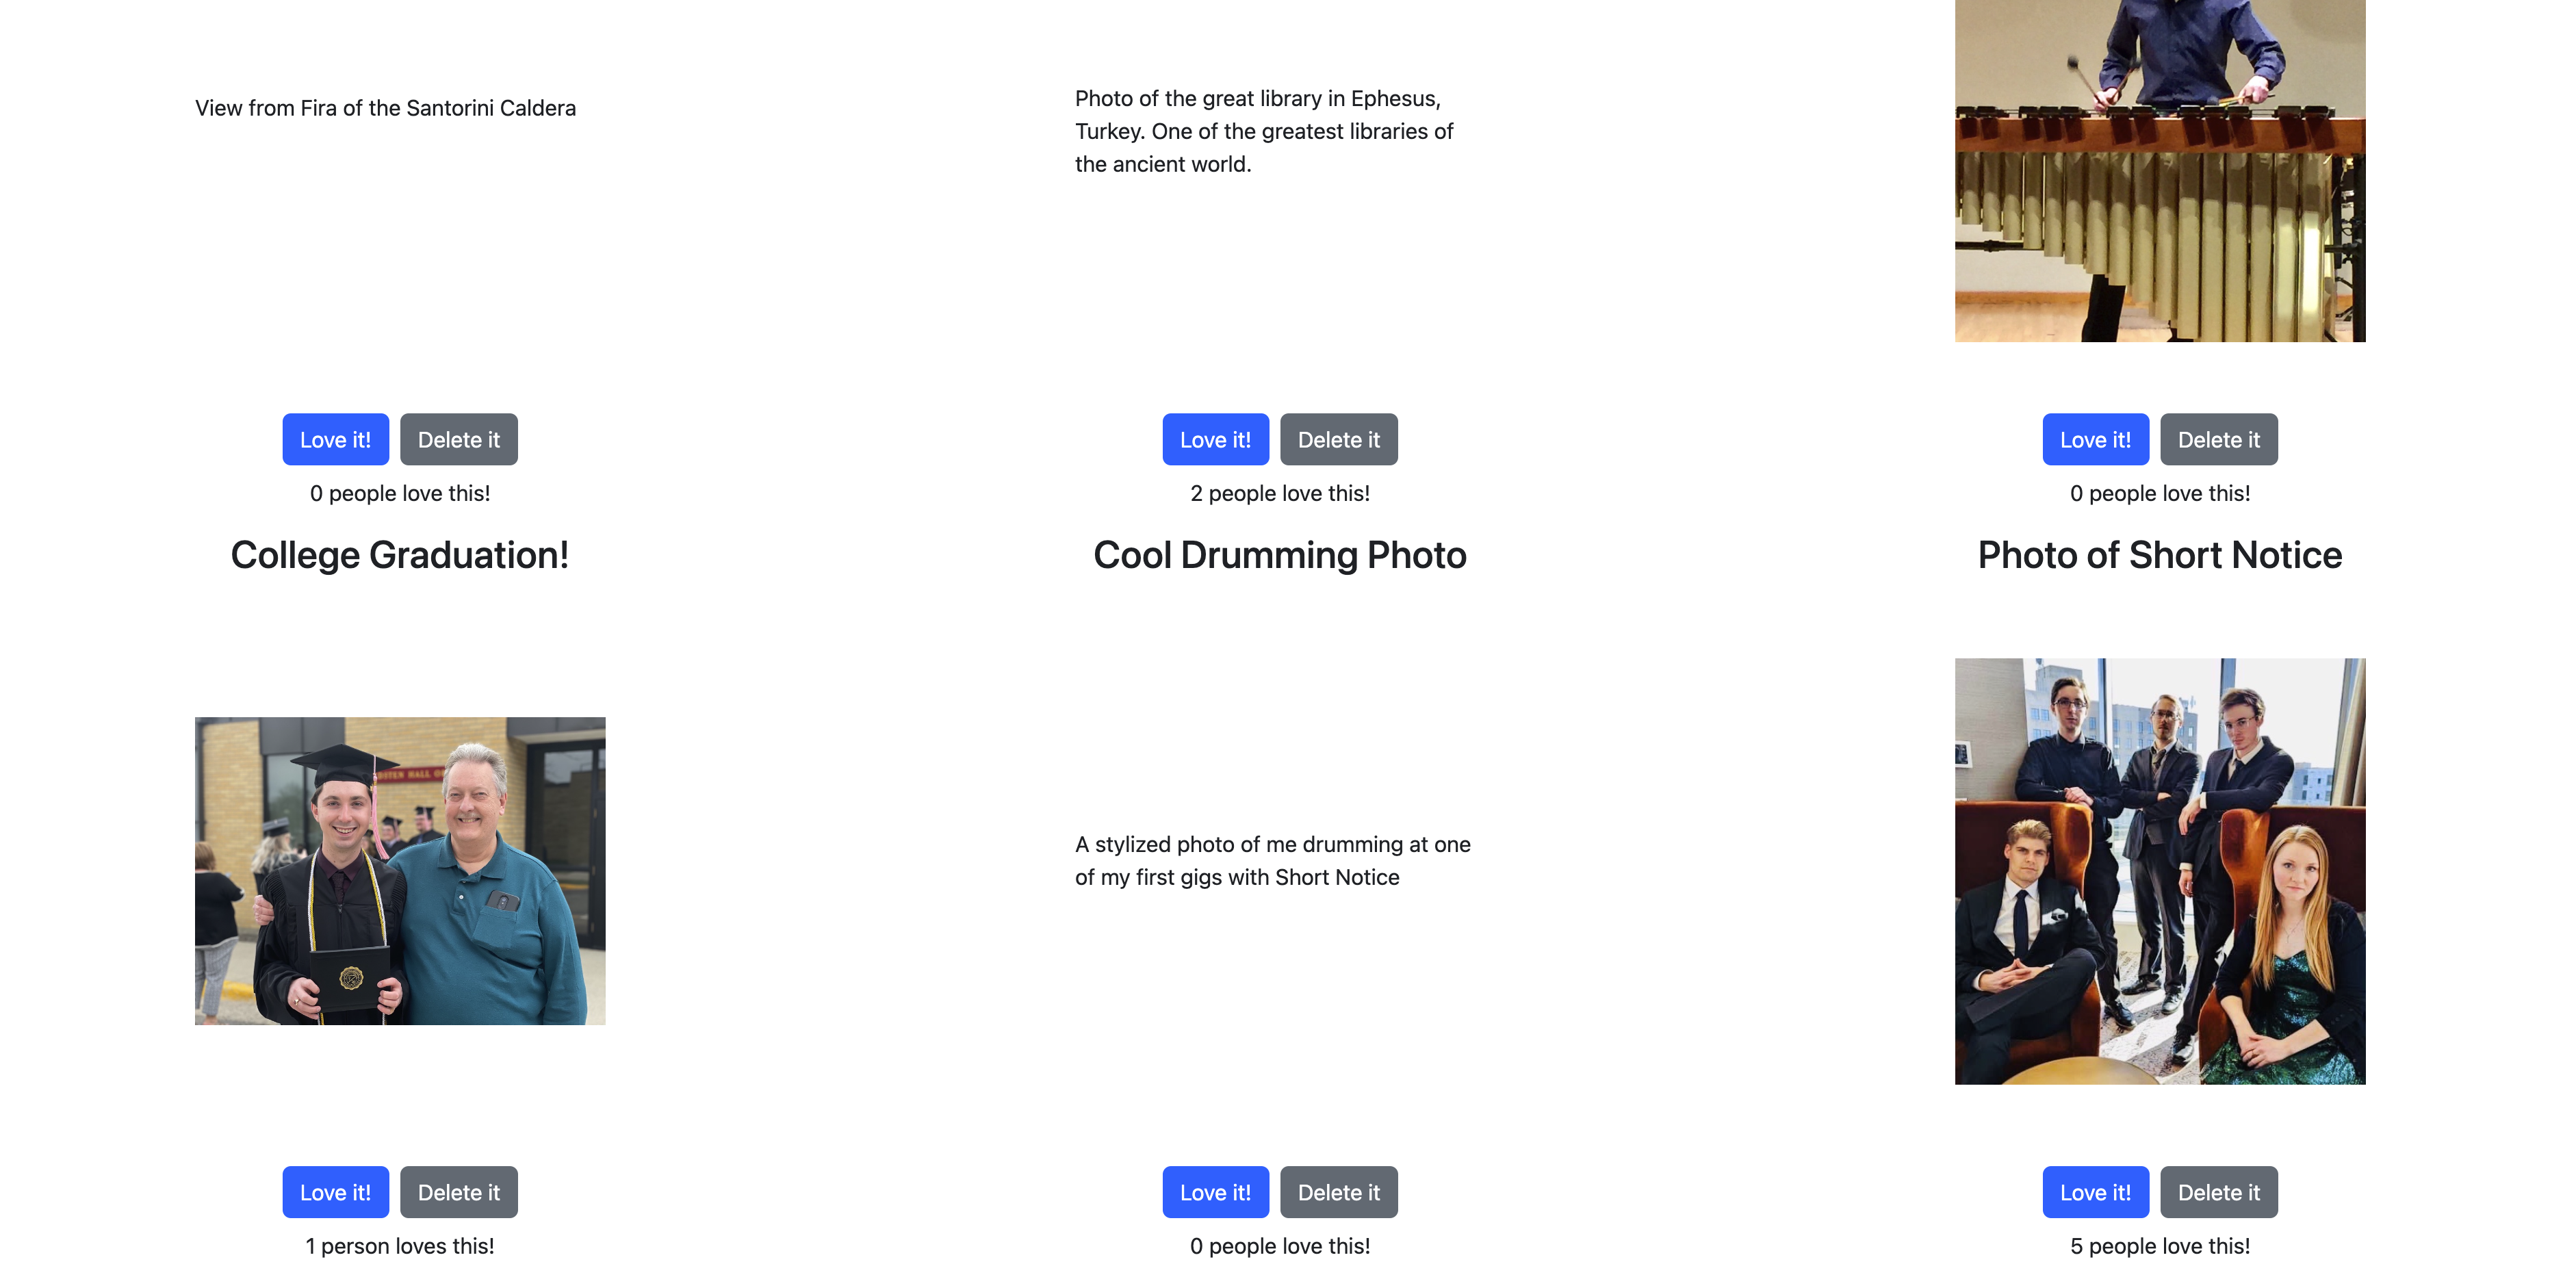 View from Fira of the Santorini Caldera
Photo of the great library in Ephesus,
Turkey. One of the greatest libraries of
the ancient world.
Love it!
Delete it
0 people love this!
Love it!
Delete it
2 people love this!
Love it!
Delete it
0 people love this!
College Graduation!
Cool Drumming Photo
Photo of Short Notice
HALL
A stylized photo of me drumming at one
of my first gigs with Short Notice
Love it!
Delete it
1 person loves this!
Love it!
Delete it
0 people love this!
Love it!
Delete it
5 people love this!